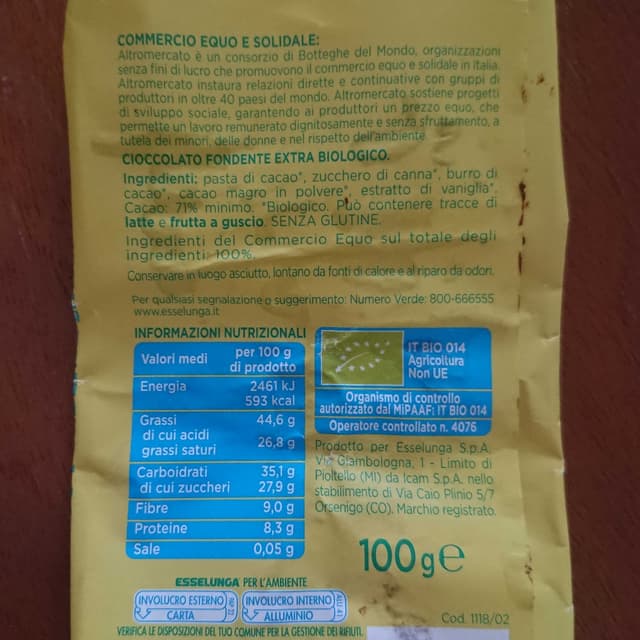 COMMERCIO EQUO E SOLIDALE:
Altromercato è un consorzio di Botteghe del Mondo, organizzazioni
senza fini di lucro che promuovono il commercio equo e solidale in Italia.
Altromercato instaura relazioni dirette e continuative con gruppi di
produttori in oltre 40 paesi del mondo. Altromercato sostiene progetti
di sviluppo sociale, garantendo ai produttori un prezzo equo, che
permette un lavoro remunerato dignitosamente e senza sfruttamento, a
tutela dei minori, delle donne e nel rispetto dell'ambiente.
CIOCCOLATO FONDENTE EXTRA BIOLOGICO.
Ingredienti: pasta di cacao*, zucchero di canna*, burro di
cacao*, cacao magro in polvere*, estratto di vaniglia*.
Cacao: 71% minimo. *Biologico. Può contenere tracce di
latte e frutta a guscio. SENZA GLUTINE.
Ingredienti del Commercio Equo sul totale degli
ingredienti: 100%.
Conservare in luogo asciutto, lontano da fonti di calore e al riparo da odori.
Per qualsiasi segnalazione o suggerimento: Numero Verde: 800-666555
www.esselunga.it
INFORMAZIONI NUTRIZIONALI
Valori medi per 100 g
di prodotto
Energia 2461 kJ
593 kcal
Grassi 44,6 g
di cui acidi
grassi saturi 26,8 g
Carboidrati 35,1 g
di cui zuccheri 27,9 g
Fibre 9,0 g
Proteine 8,3 g
Sale 0,05 g
IT BIO 014
Agricoltura
Non UE
Organismo di controllo
autorizzato dal MiPAAF: IT BIO 014
Operatore controllato n. 4076
Prodotto per Esselunga S.p.A.
Via Giambologna, 1 - Limito di
Pioltello (MI) da Icam S.p.A. nello
stabilimento di Via Caio Plinio 5/7
Orsenigo (CO). Marchio registrato.
100 g e
ESSELUNGA PER L'AMBIENTE
INVOLUCRO ESTERNO
CARTA
PAP 22
INVOLUCRO INTERNO
ALLUMINIO
ALU 41
VERIFICA LE DISPOSIZIONI DEL TUO COMUNE PER LA GESTIONE DEI RIFIUTI.
Cod. 1118/02